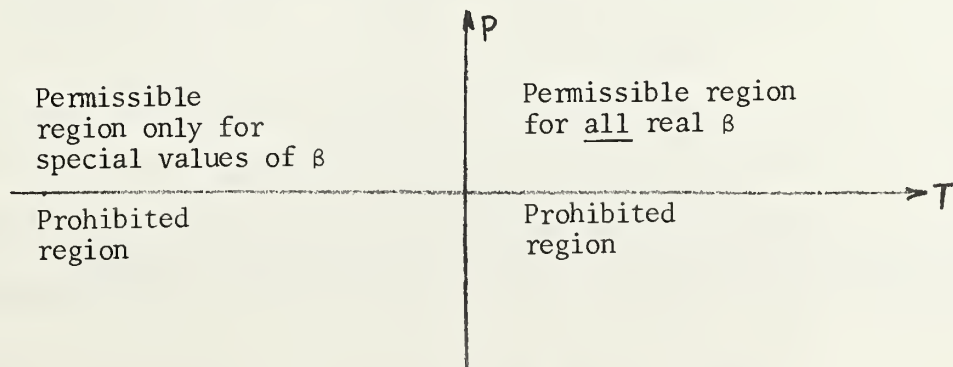 P
Permissible
region only for
special values of β
Permissible region
for all real β
T
Prohibited
region
Prohibited
region